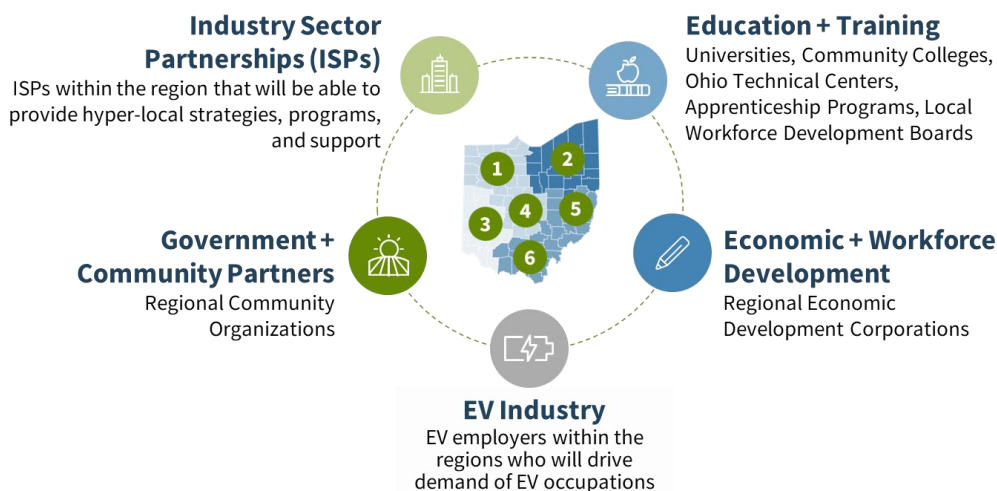 Industry Sector
Partnerships (ISPs)
ISPs within the region that will be able to
provide hyper-local strategies, programs,
and support
Education + Training
Universities, Community Colleges,
Ohio Technical Centers,
Apprenticeship Programs, Local
Workforce Development Boards
1
2
3
4
5
6
Government +
Community Partners
Regional Community
Organizations
Economic + Workforce
Development
Regional Economic
Development Corporations
EV Industry
EV employers within the
regions who will drive
demand of EV occupations